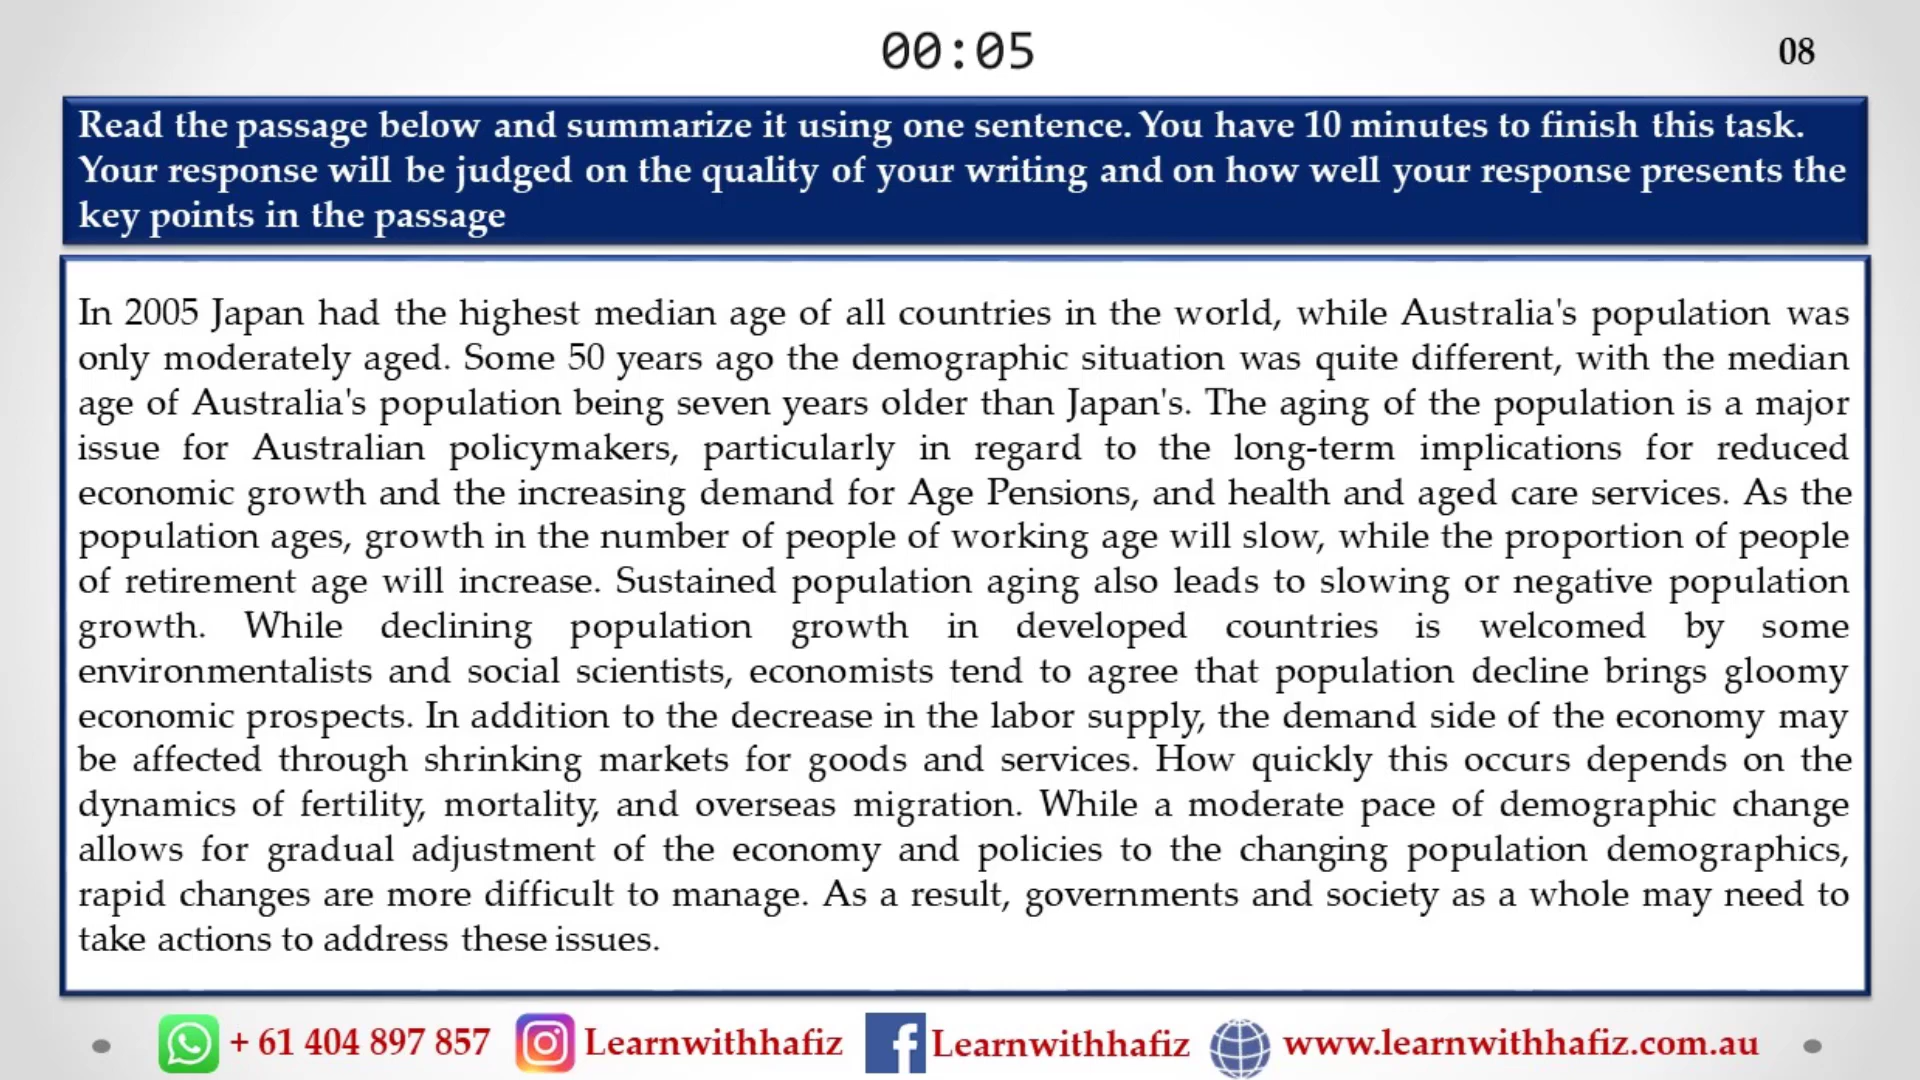 00:05
08
Read the passage below and summarize it using one sentence. You have 10 minutes to finish this task.
Your response will be judged on the quality of your writing and on how well your response presents the
key points in the passage
In 2005 Japan had the highest median age of all countries in the world, while Australia's population was
only moderately aged. Some 50 years ago the demographic situation was quite different, with the median
age of Australia's population being seven years older than Japan's. The aging of the population is a major
issue for Australian policymakers, particularly in regard to the long-term implications for reduced
economic growth and the increasing demand for Age Pensions, and health and aged care services. As the
population ages, growth in the number of people of working age will slow, while the proportion of people
of retirement age will increase. Sustained population aging also leads to slowing or negative population
growth. While declining population growth in developed countries is welcomed by some
environmentalists and social scientists, economists tend to agree that population decline brings gloomy
economic prospects. In addition to the decrease in the labor supply, the demand side of the economy may
be affected through shrinking markets for goods and services. How quickly this occurs depends on the
dynamics of fertility, mortality, and overseas migration. While a moderate pace of demographic change
allows for gradual adjustment of the economy and policies to the changing population demographics,
rapid changes are more difficult to manage. As a result, governments and society as a whole may need to
take actions to address these issues.
+ 61 404 897 857 Learnwithhafiz Learnwithhafiz www.learnwithhafiz.com.au